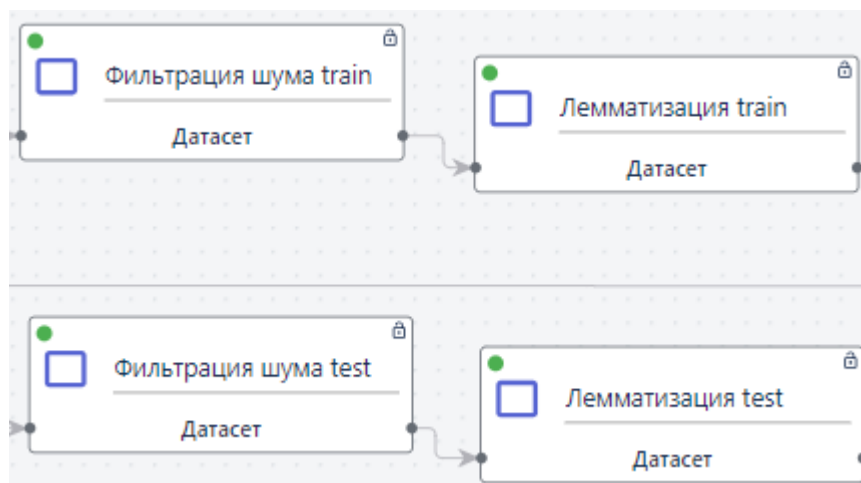 Фильтрация шума train
Датасет
Лемматизация train
Датасет
Фильтрация шума test
Датасет
Лемматизация test
Датасет